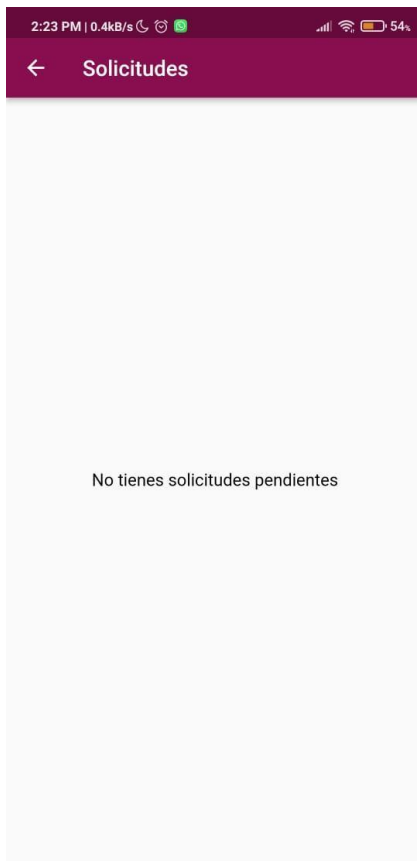 2:23 PM | 0.4kB/s 54%
Solicitudes
No tienes solicitudes pendientes